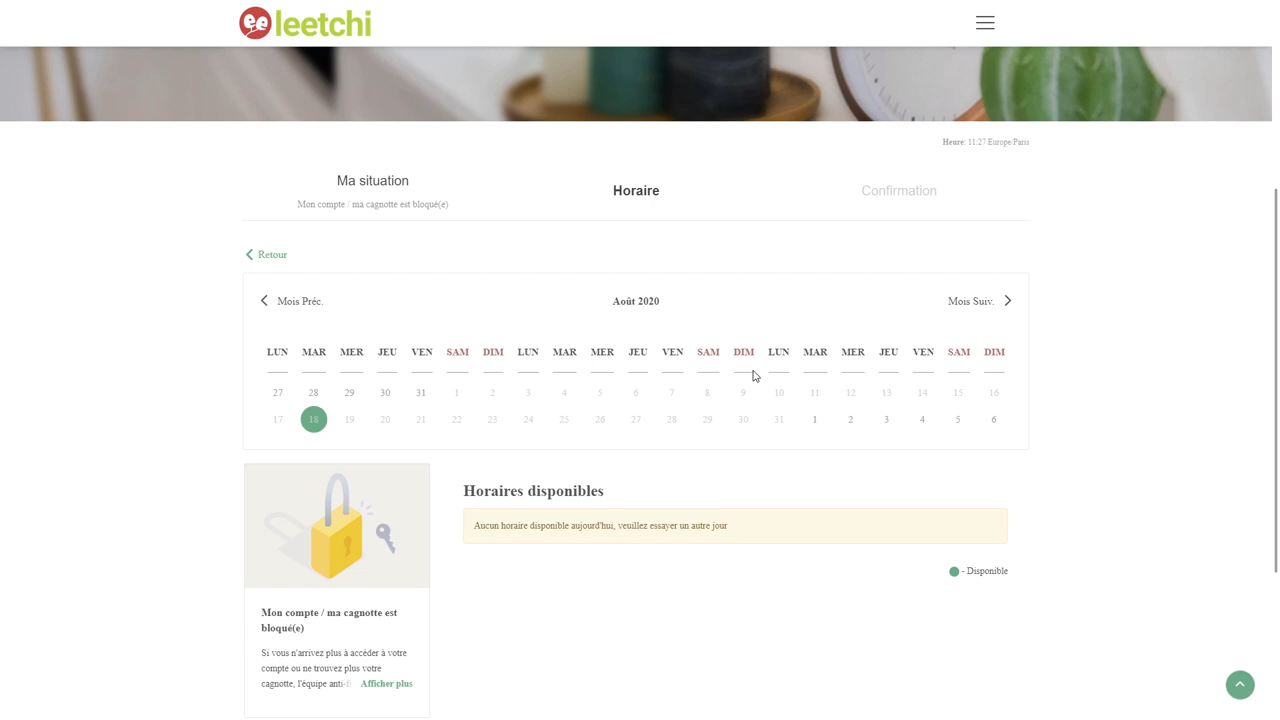 leetchi
Heure: 11:27 Europe/Paris
Ma situation
Mon compte / ma cagnotte est bloqué(e)
Horaire
Confirmation
Retour
Mois Préc.
Août 2020
Mois Suiv.
LUN MAR MER JEU VEN SAM DIM LUN MAR MER JEU VEN SAM DIM LUN MAR MER JEU VEN SAM DIM
27 28 29 30 31 1 2 3 4 5 6 7 8 9 10 11 12 13 14 15 16
17 18 19 20 21 22 23 24 25 26 27 28 29 30 31 1 2 3 4 5 6
Horaires disponibles
Aucun horaire disponible aujourd'hui, veuillez essayer un autre jour
- Disponible
Mon compte / ma cagnotte est
bloqué(e)
Si vous n'arrivez plus à accéder à votre
compte ou ne trouvez plus votre
cagnotte, l'équipe anti-f Afficher plus